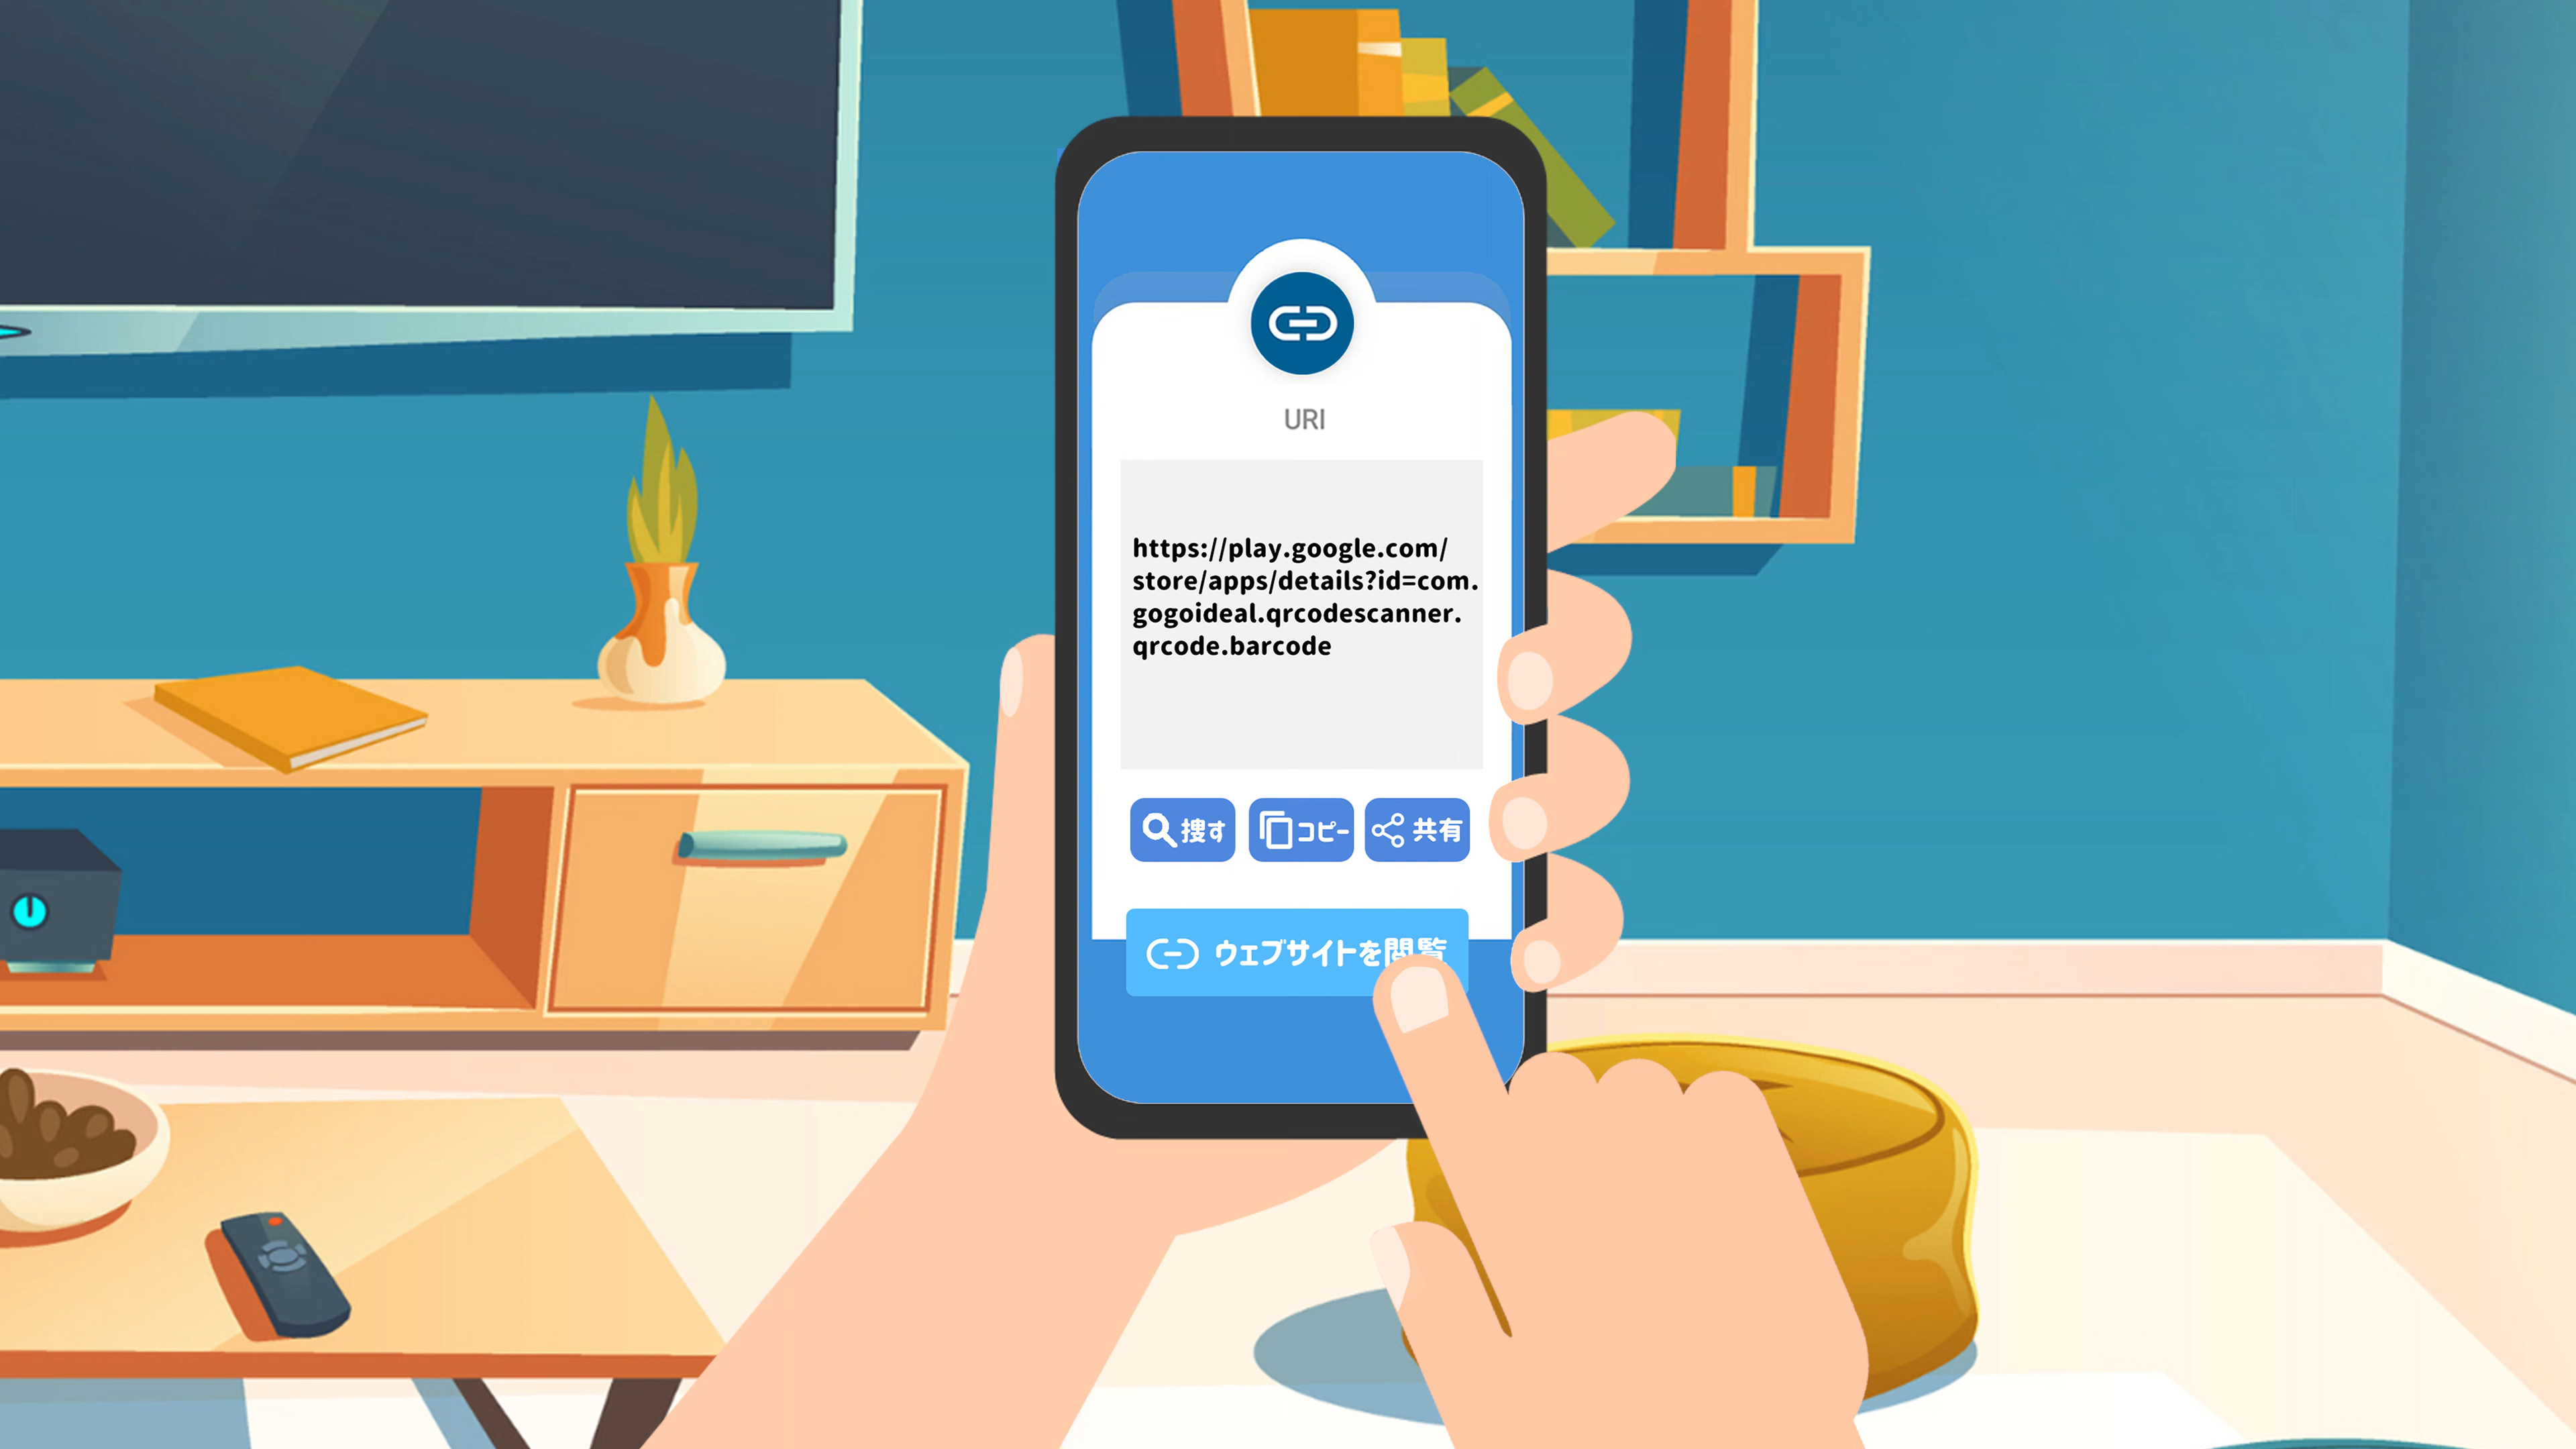 URI
https://play.google.com/
store/apps/details?id=com.
gogoideal.qrcodescanner.
qrcode.barcode
捜す コピー 共有
ウェブサイトを閲覧